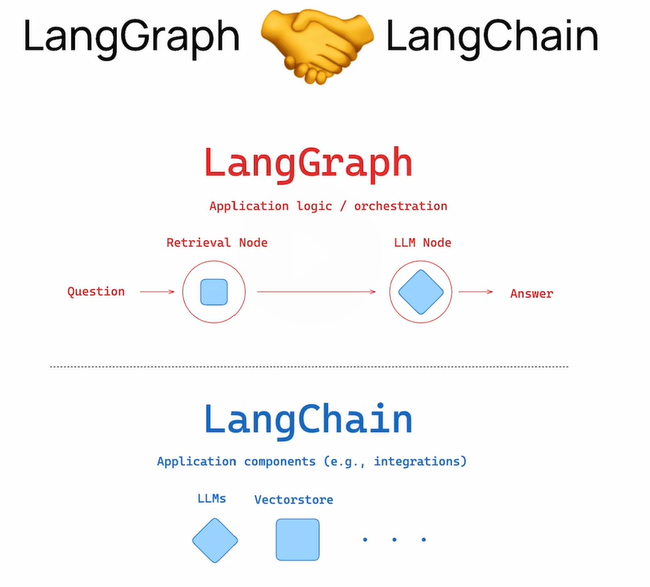 LangGraph LangChain
LangGraph
Application logic / orchestration
Retrieval Node LLM Node
Question Answer
LangChain
Application components (e.g., integrations)
LLMs Vectorstore
. . .